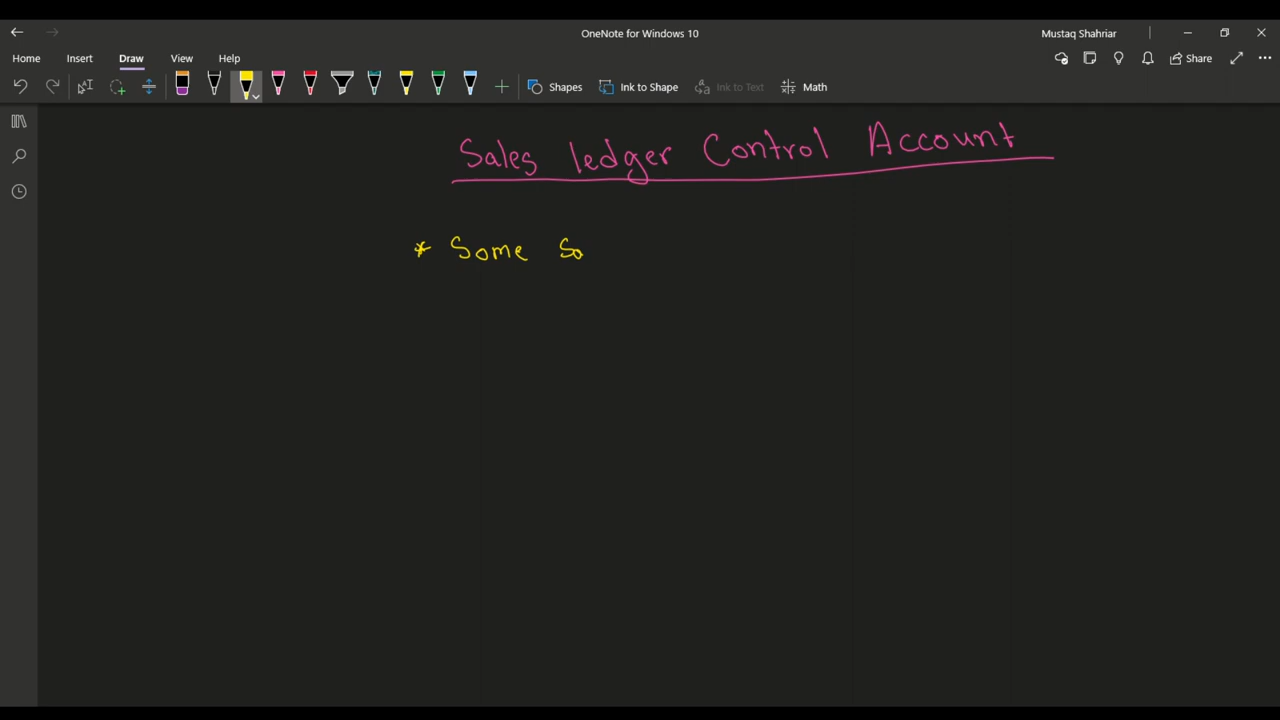 OneNote for Windows 10
Mustaq Shahriar
Home Insert Draw View Help
Share
Shapes Ink to Shape Ink to Text Math
Sales ledger Control Account
* Some So